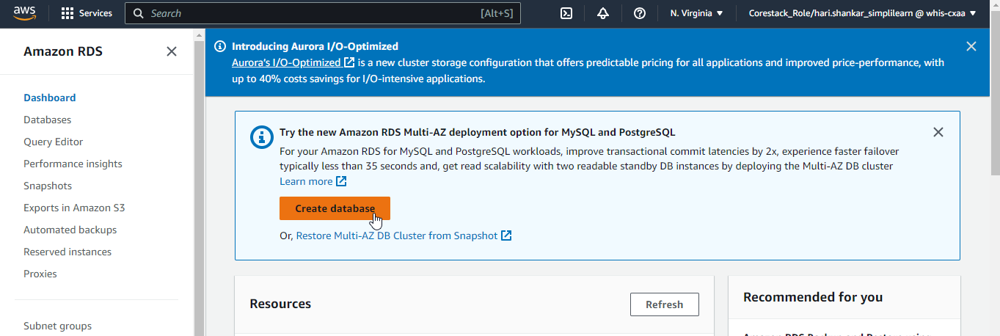 aws
Services
Search
[Alt+S]
N. Virginia
Corestack_Role/hari.shankar_simplilearn @ whis-cxaa
Amazon RDS
Dashboard
Databases
Query Editor
Performance insights
Snapshots
Exports in Amazon S3
Automated backups
Reserved instances
Proxies
Subnet groups
Introducing Aurora I/O-Optimized
Aurora's I/O-Optimized is a new cluster storage configuration that offers predictable pricing for all applications and improved price-performance, with
up to 40% costs savings for I/O-intensive applications.
Try the new Amazon RDS Multi-AZ deployment option for MySQL and PostgreSQL
For your Amazon RDS for MySQL and PostgreSQL workloads, improve transactional commit latencies by 2x, experience faster failover
typically less than 35 seconds and, get read scalability with two readable standby DB instances by deploying the Multi-AZ DB cluster
Learn more
Create database
Or, Restore Multi-AZ DB Cluster from Snapshot
Resources
Refresh
Recommended for you
Amazon RDS Backup and Restore using